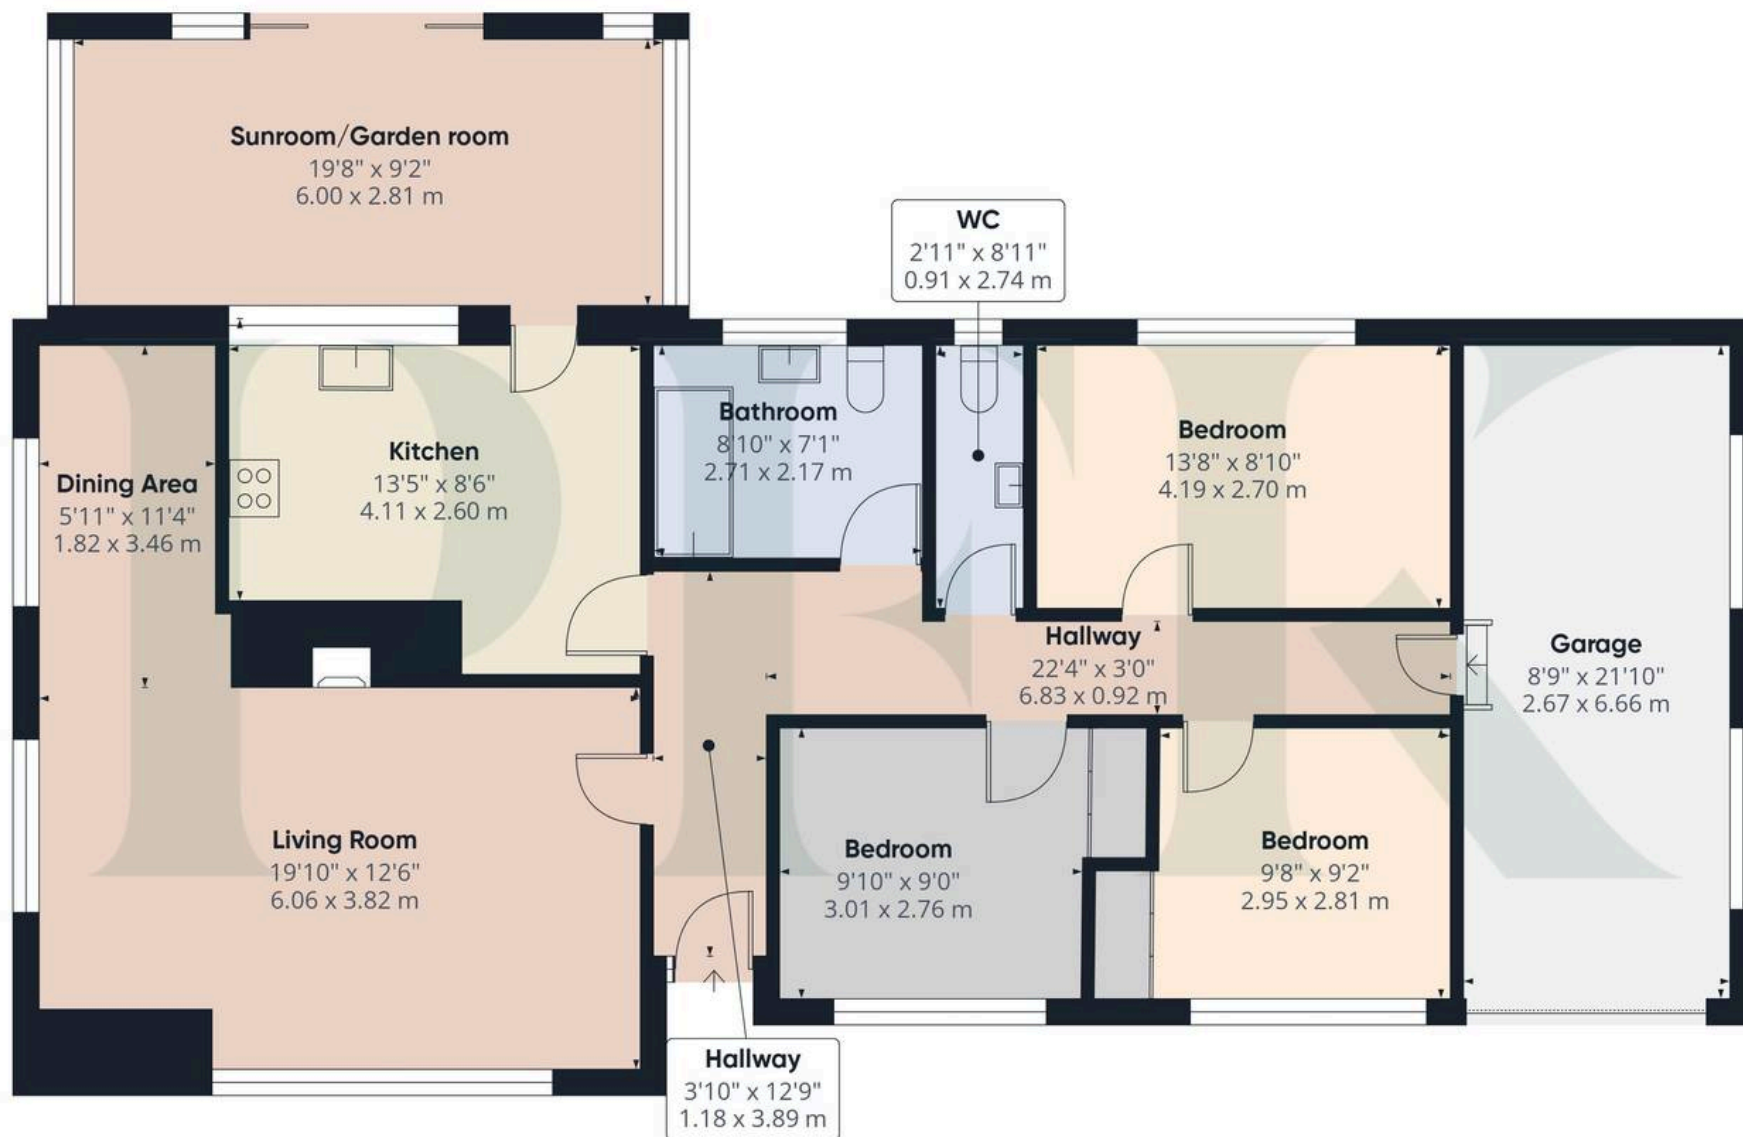 Sunroom/Garden room
19'8" x 9'2"
6.00 x 2.81 m
WC
2'11" x 8'11"
0.91 x 2.74 m
Dining Area
5'11" x 11'4"
1.82 x 3.46 m
Kitchen
13'5" x 8'6"
4.11 x 2.60 m
Bathroom
8'10" x 7'1"
2.71 x 2.17 m
Bedroom
13'8" x 8'10"
4.19 x 2.70 m
Hallway
22'4" x 3'0"
6.83 x 0.92 m
Garage
8'9" x 21'10"
2.67 x 6.66 m
Living Room
19'10" x 12'6"
6.06 x 3.82 m
Bedroom
9'10" x 9'0"
3.01 x 2.76 m
Bedroom
9'8" x 9'2"
2.95 x 2.81 m
Hallway
3'10" x 12'9"
1.18 x 3.89 m